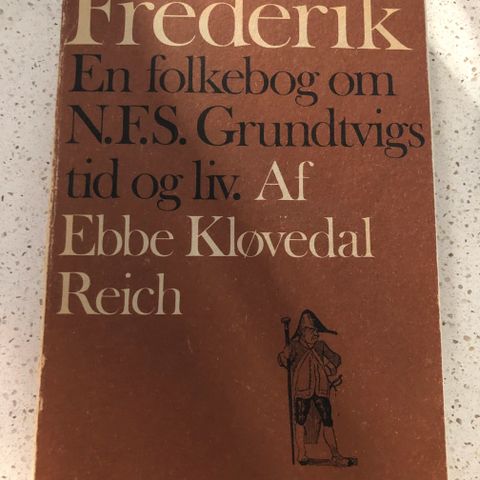 Frederik
En folkebog om
N.F.S. Grundtvigs
tid og liv. Af
Ebbe Kløvedal
Reich